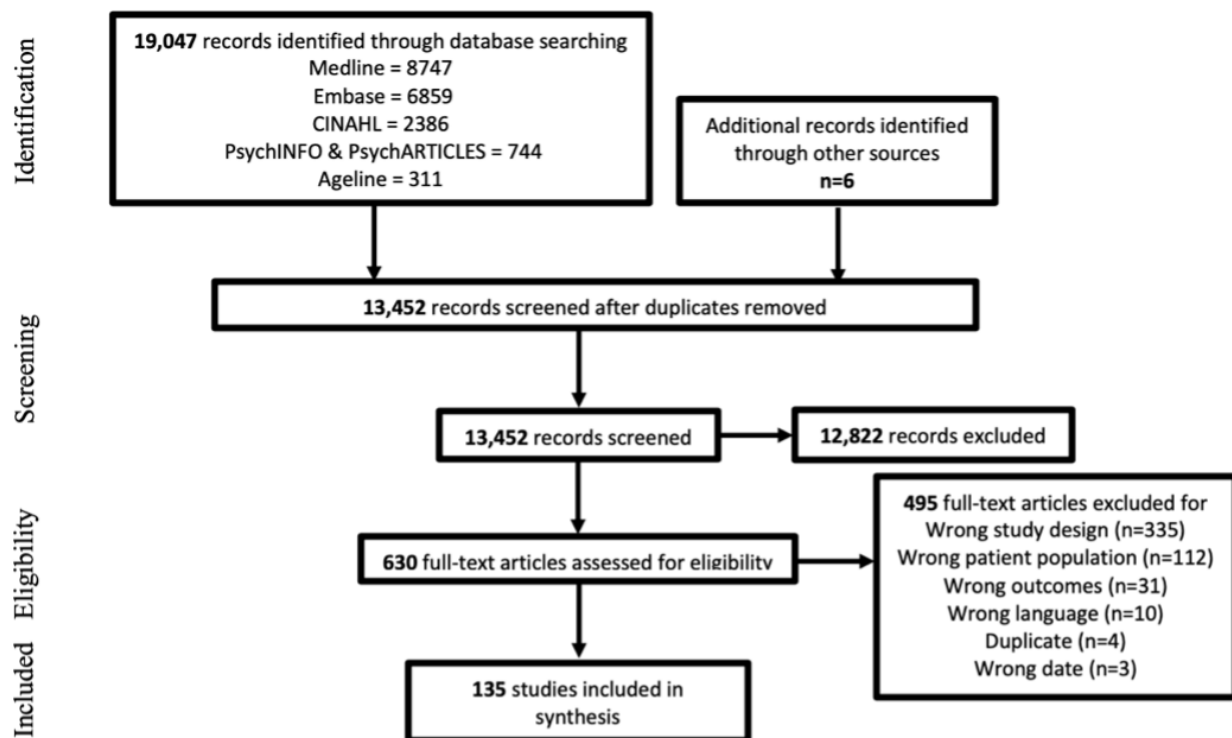 Identification
19,047 records identified through database searching
Medline = 8747
Embase = 6859
CINAHL = 2386
PsychINFO & PsychARTICLES = 744
Ageline = 311
Additional records identified
through other sources
n=6
Screening
13,452 records screened after duplicates removed
13,452 records screened
12,822 records excluded
Eligibility
630 full-text articles assessed for eligibility
495 full-text articles excluded for
Wrong study design (n=335)
Wrong patient population (n=112)
Wrong outcomes (n=31)
Wrong language (n=10)
Duplicate (n=4)
Wrong date (n=3)
Included
135 studies included in
synthesis